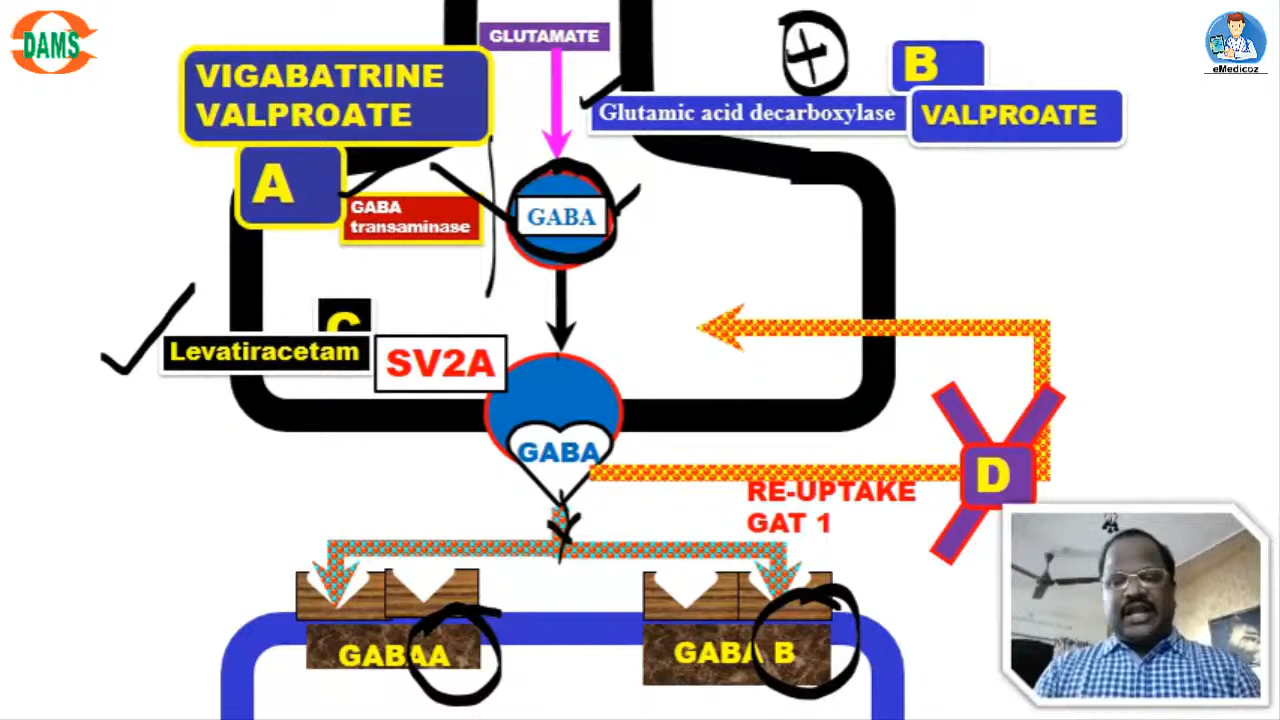 DAMS
GLUTAMATE
eMedicoz
VIGABATRINE
VALPROATE
B
Glutamic acid decarboxylase
VALPROATE
A
GABA
transaminase
GABA
C
Levatiracetam
SV2A
GABA
D
RE-UPTAKE
GAT 1
GABAA
GABA B